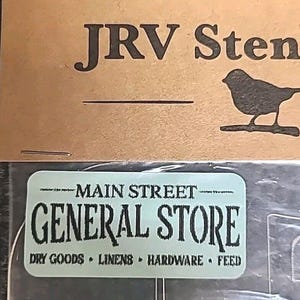 JRV Sten
MAIN STREET
GENERAL STORE
DRY GOODS • LINENS • HARDWARE • FEED